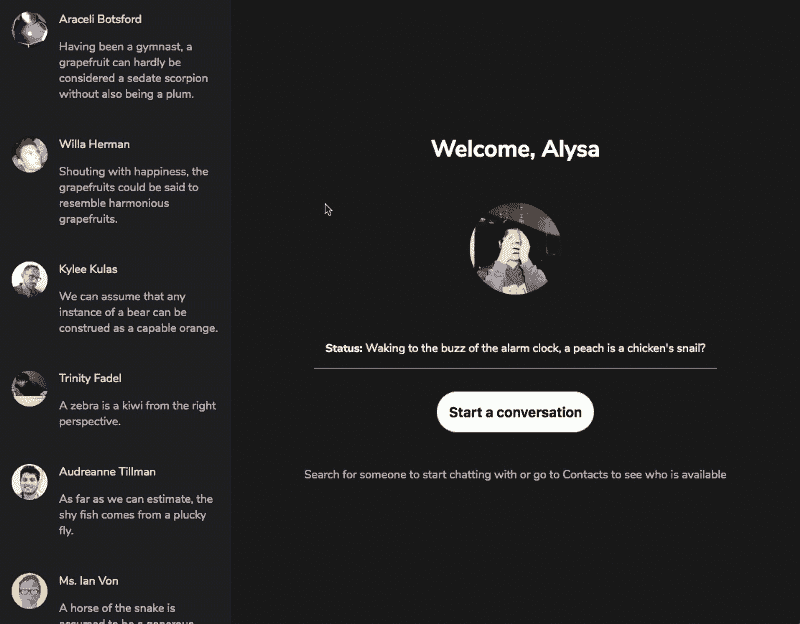 Araceli Botsford
Having been a gymnast, a
grapefruit can hardly be
considered a sedate scorpion
without also being a plum.
Willa Herman
Shouting with happiness, the
grapefruits could be said to
resemble harmonious
grapefruits.
Kylee Kulas
We can assume that any
instance of a bear can be
construed as a capable orange.
Trinity Fadel
A zebra is a kiwi from the right
perspective.
Audreanne Tillman
As far as we can estimate, the
shy fish comes from a plucky
fly.
Ms. Ian Von
A horse of the snake is
assumed to be a generous
Welcome, Alysa
Status: Waking to the buzz of the alarm clock, a peach is a chicken's snail?
Start a conversation
Search for someone to start chatting with or go to Contacts to see who is available